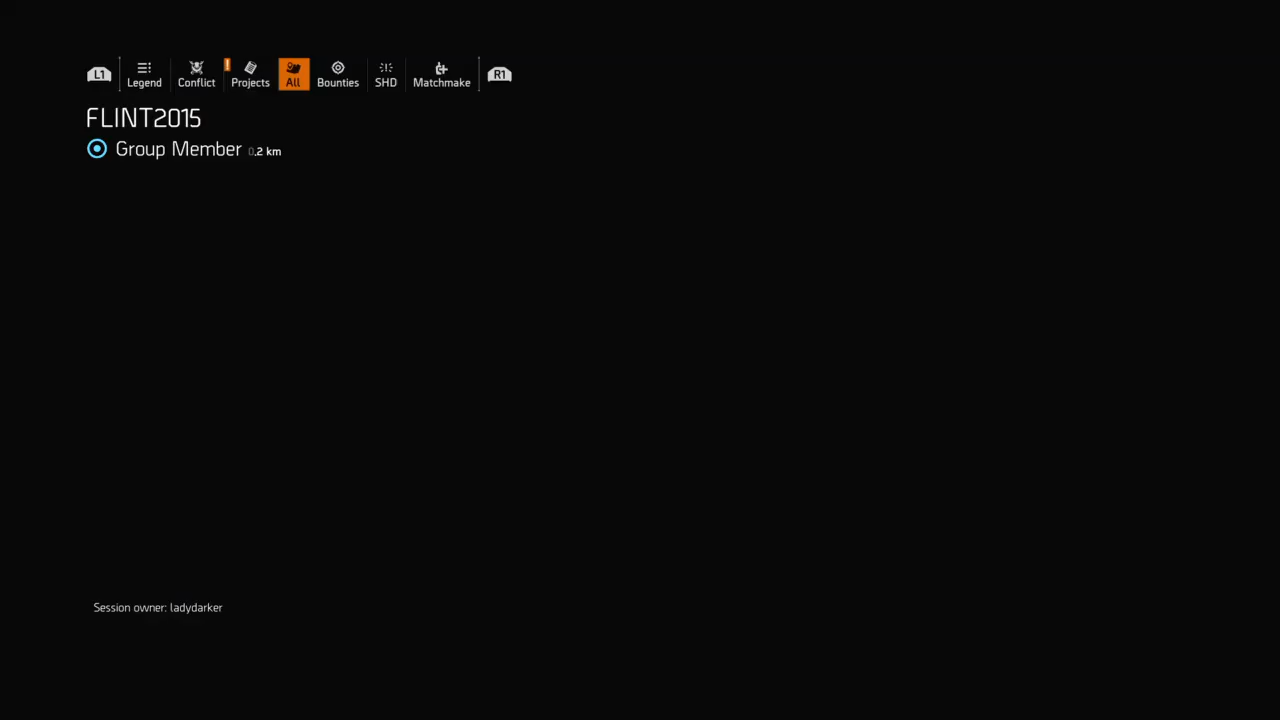 L1 Legend Conflict ! Projects All Bounties SHD Matchmake R1
FLINT2015
Group Member 0.2 km
Session owner: ladydarker